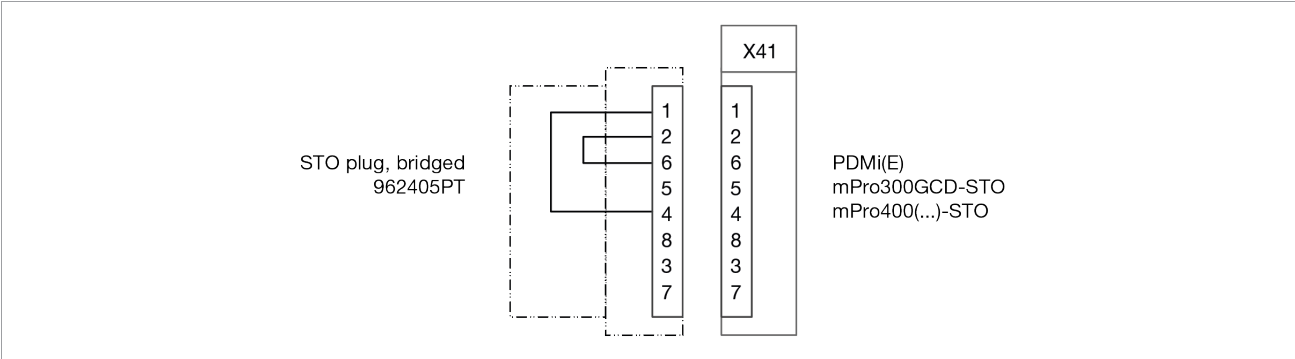 X41
STO plug, bridged
962405PT
1
2
6
5
4
8
3
7
1
2
6
5
4
8
3
7
PDMi(E)
mPro300GCD-STO
mPro400(...)-STO